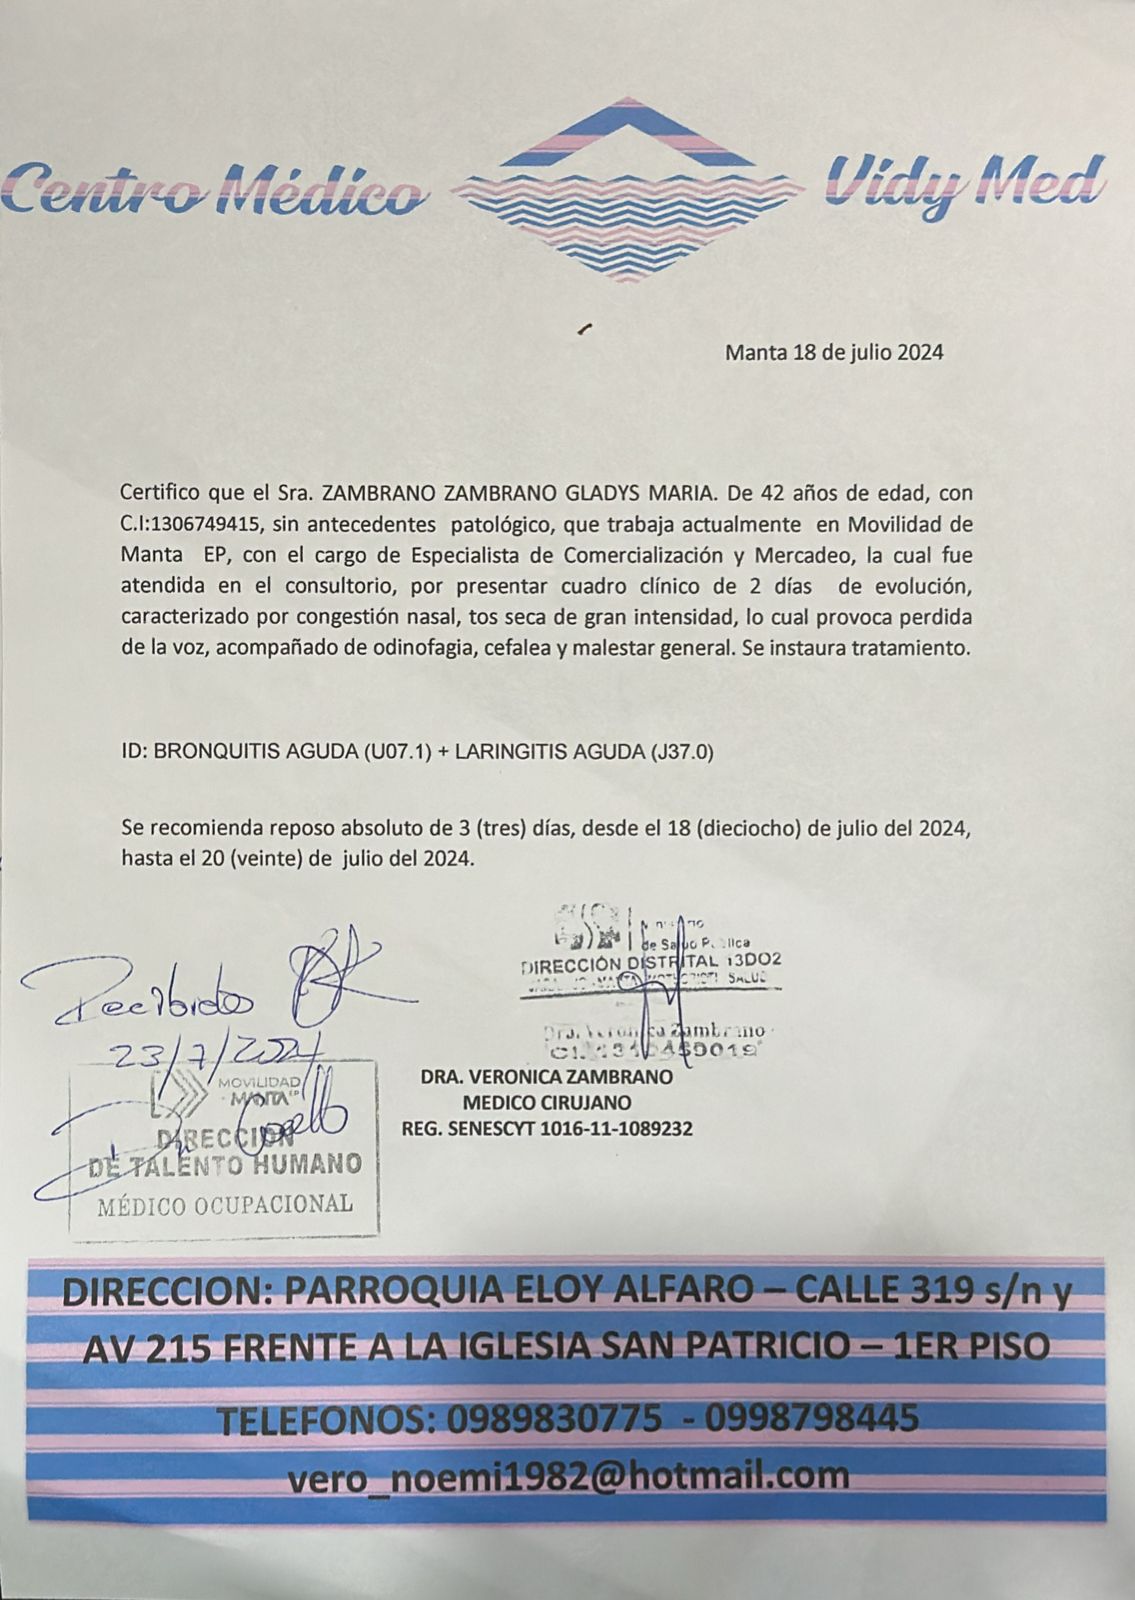 Centro Médico Vidy Med
Manta 18 de julio 2024
Certifico que el Sra. ZAMBRANO ZAMBRANO GLADYS MARIA. De 42 años de edad, con
C.I:1306749415, sin antecedentes patológico, que trabaja actualmente en Movilidad de
Manta EP, con el cargo de Especialista de Comercialización y Mercadeo, la cual fue
atendida en el consultorio, por presentar cuadro clínico de 2 días de evolución,
caracterizado por congestión nasal, tos seca de gran intensidad, lo cual provoca perdida
de la voz, acompañado de odinofagia, cefalea y malestar general. Se instaura tratamiento.
ID: BRONQUITIS AGUDA (U07.1) + LARINGITIS AGUDA (J37.0)
Se recomienda reposo absoluto de 3 (tres) días, desde el 18 (dieciocho) de julio del 2024,
hasta el 20 (veinte) de julio del 2024.
de Salud Pública
DIRECCIÓN DISTRITAL 13D02
SALUD
Dra. Veronica Zambrano
DRA. VERONICA ZAMBRANO
MEDICO CIRUJANO
REG. SENESCYT 1016-11-1089232
Recibido
23/7/2024
MOVILIDAD
MANTA EP
DIRECCIÓN
DE TALENTO HUMANO
MÉDICO OCUPACIONAL
DIRECCION: PARROQUIA ELOY ALFARO – CALLE 319 s/n y
AV 215 FRENTE A LA IGLESIA SAN PATRICIO – 1ER PISO
TELEFONOS: 0989830775 - 0998798445
vero_noemi1982@hotmail.com